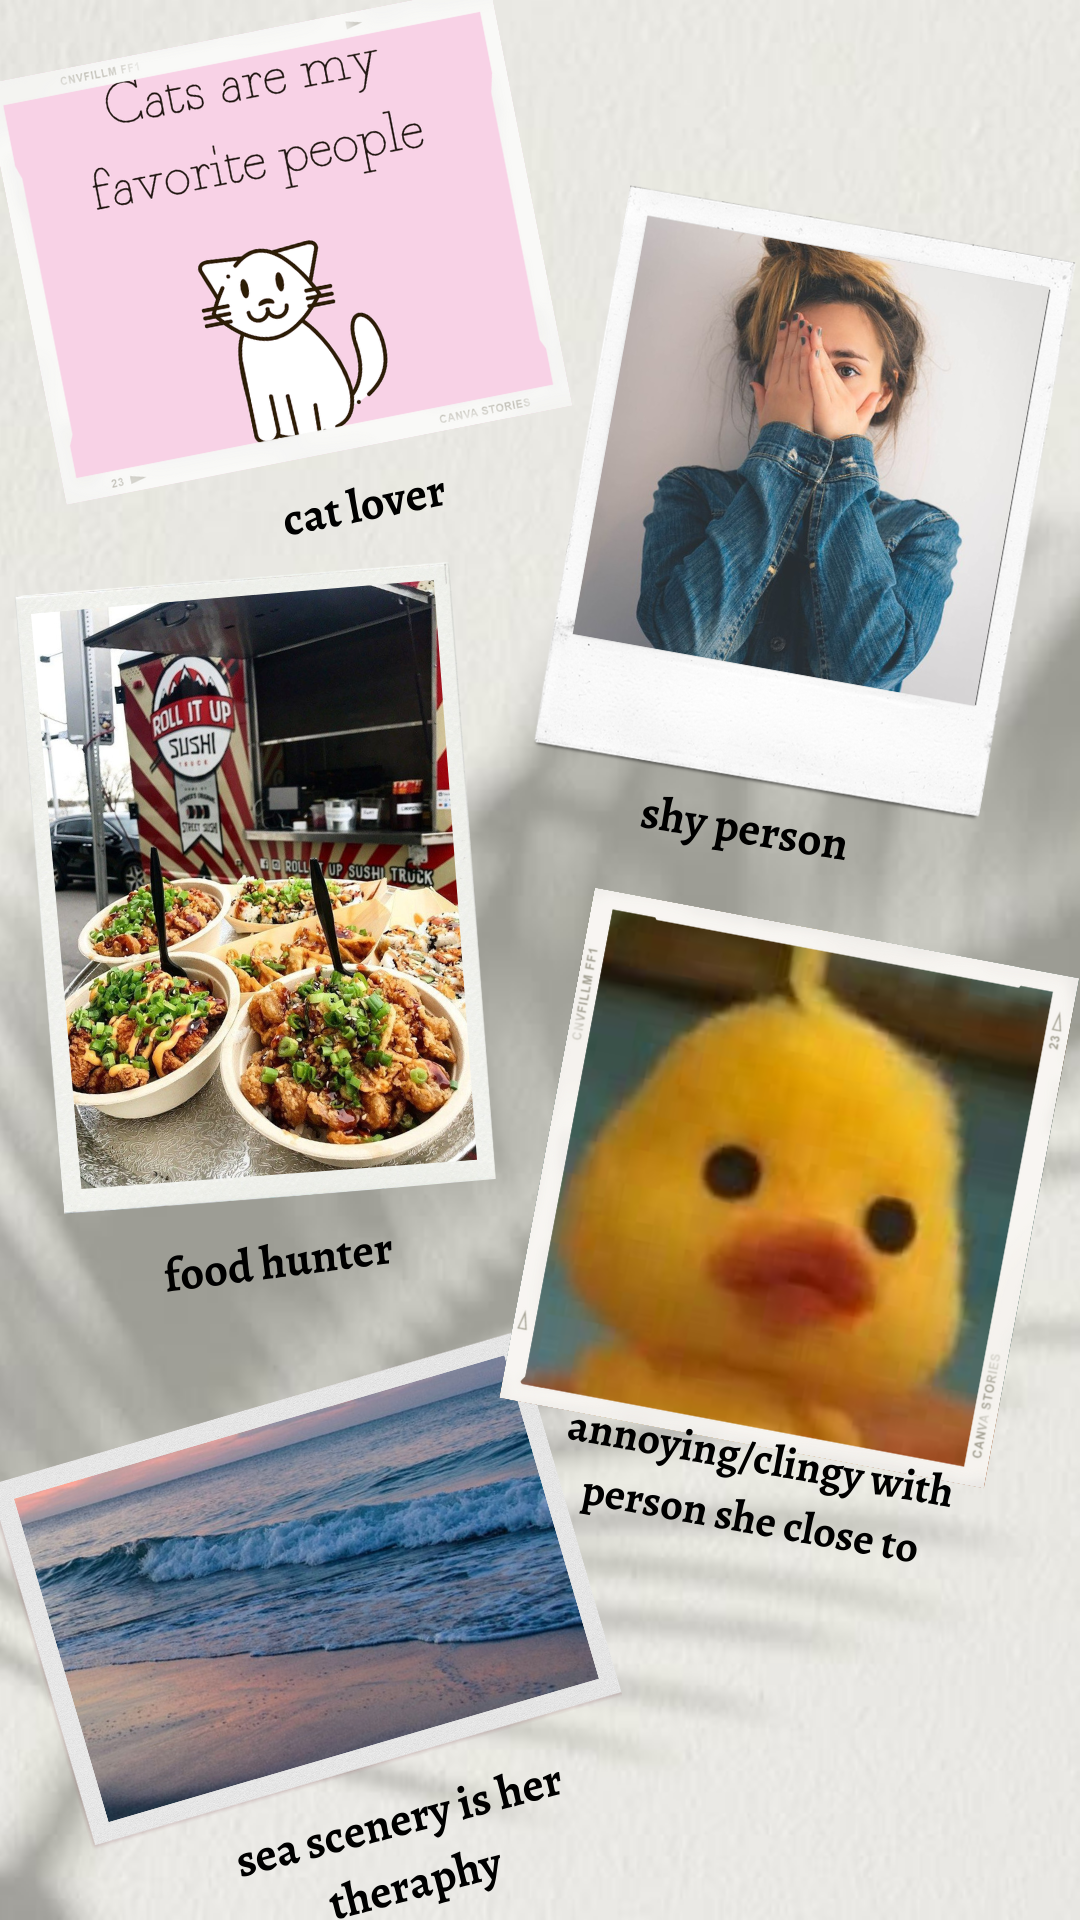 CNVFILLM FF1
Cats are my
favorite people
CANVA STORIES
23
cat lover
shy person
ROLL IT UP
SUSHI
TRUCK
STREET SUSHI
ROLL IT UP SUSHI TRUCK
food hunter
CNVFILLM FF1
23
CANVA STORIES
annoying/clingy with
person she close to
sea scenery is her
theraphy